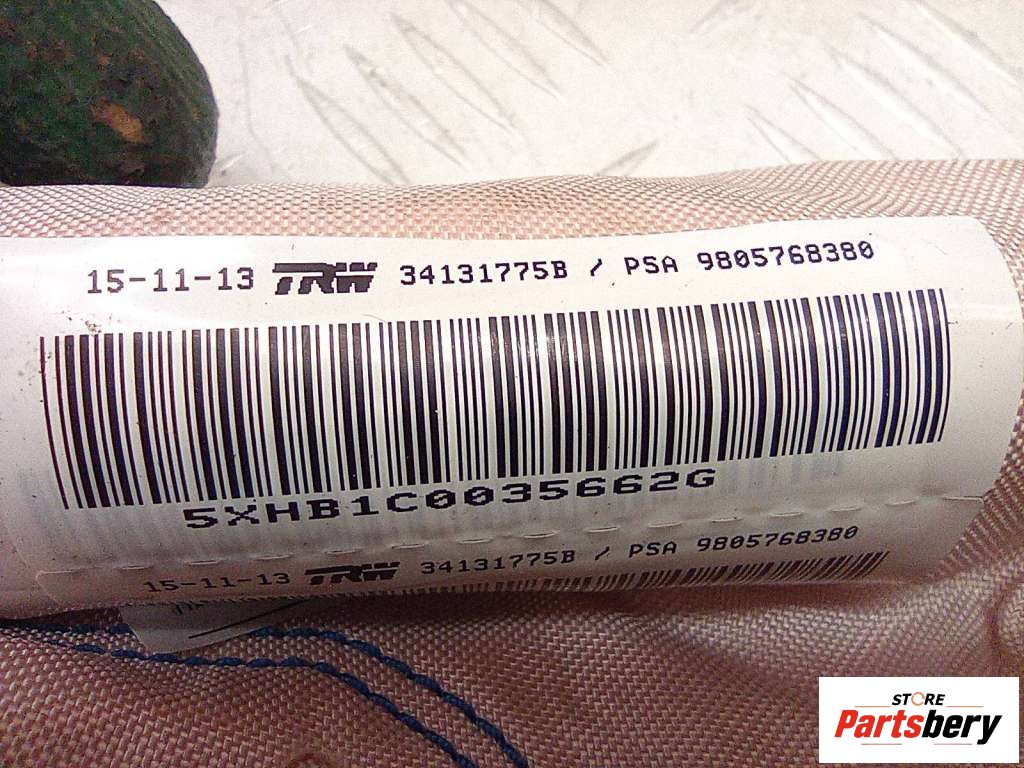 15-11-13 TRW 34131775B / PSA 9805768380
5XHB1C0035662G
15-11-13 TRW 34131775B / PSA 9805768380
STORE
Partsbery